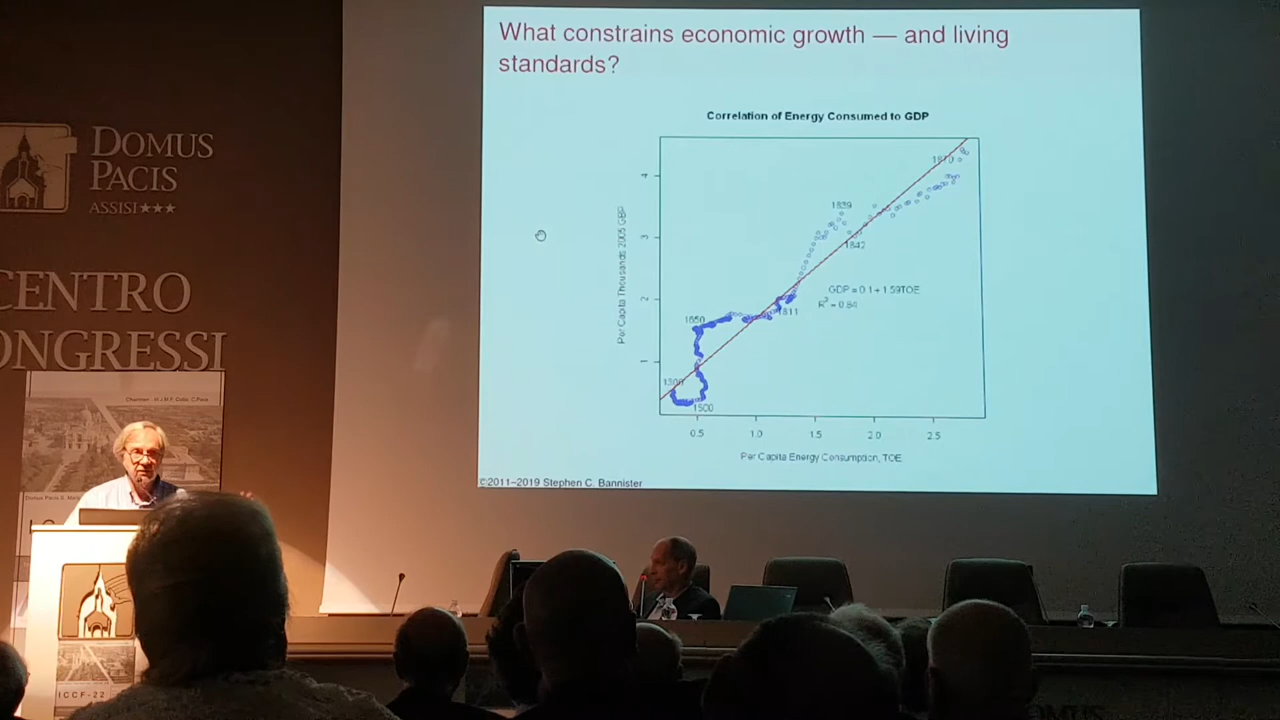 What constrains economic growth — and living
standards?
Correlation of Energy Consumed to GDP
Per Capita Thousands 2005 GBP
4
3
2
1
1870
1839
1842
GDP = 0.1 + 1.59TOE
R² = 0.84
1811
1650
1300
1500
0.5
1.0
1.5
2.0
2.5
Per Capita Energy Consumption, TOE
©2011–2019 Stephen C. Bannister
DOMUS
PACIS
ASSISI★★★
CENTRO
ONGRESSI
ICCF-22
DOMUS